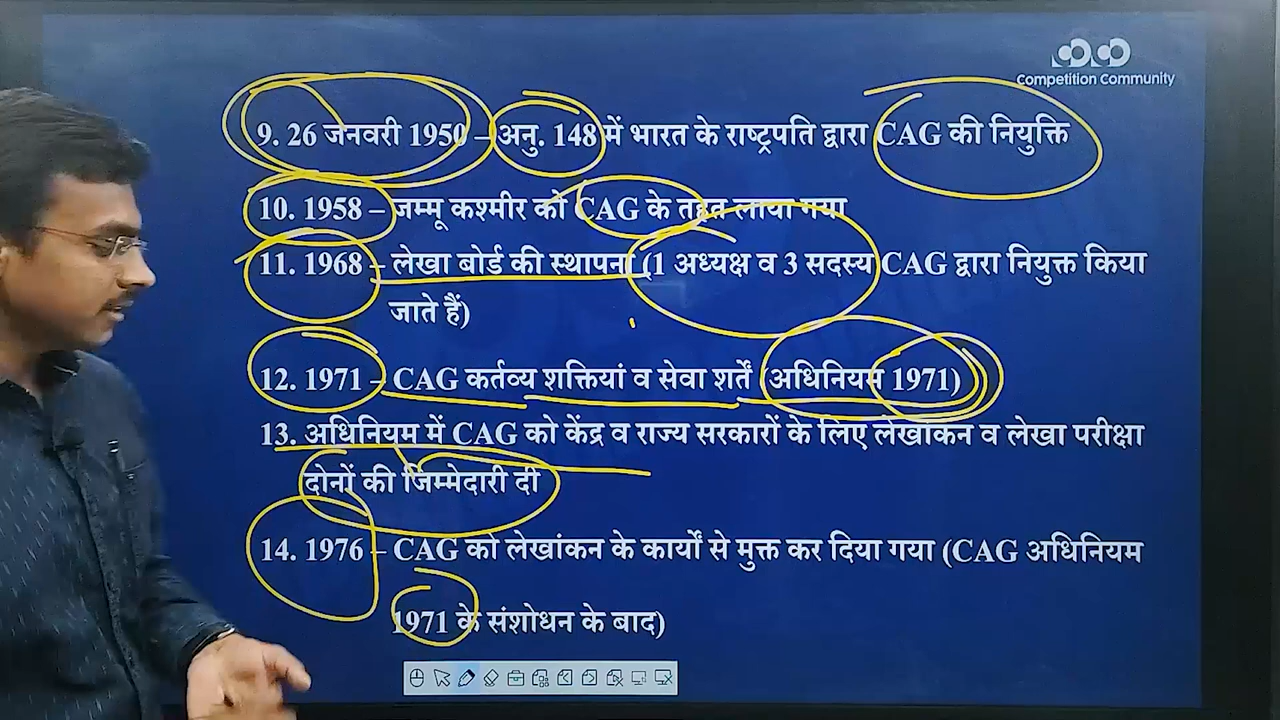 Competition Community
9. 26 जनवरी 1950 – अनु. 148 में भारत के राष्ट्रपति द्वारा CAG की नियुक्ति
10. 1958 – जम्मू कश्मीर को CAG के तहत लाया गया
11. 1968 – लेखा बोर्ड की स्थापना (1 अध्यक्ष व 3 सदस्य CAG द्वारा नियुक्त किया
जाते हैं)
12. 1971 – CAG कर्तव्य शक्तियां व सेवा शर्तें (अधिनियम 1971)
13. अधिनियम में CAG को केंद्र व राज्य सरकारों के लिए लेखाकन व लेखा परीक्षा
दोनों की जिम्मेदारी दी
14. 1976 – CAG को लेखांकन के कार्यों से मुक्त कर दिया गया (CAG अधिनियम
1971 के संशोधन के बाद)